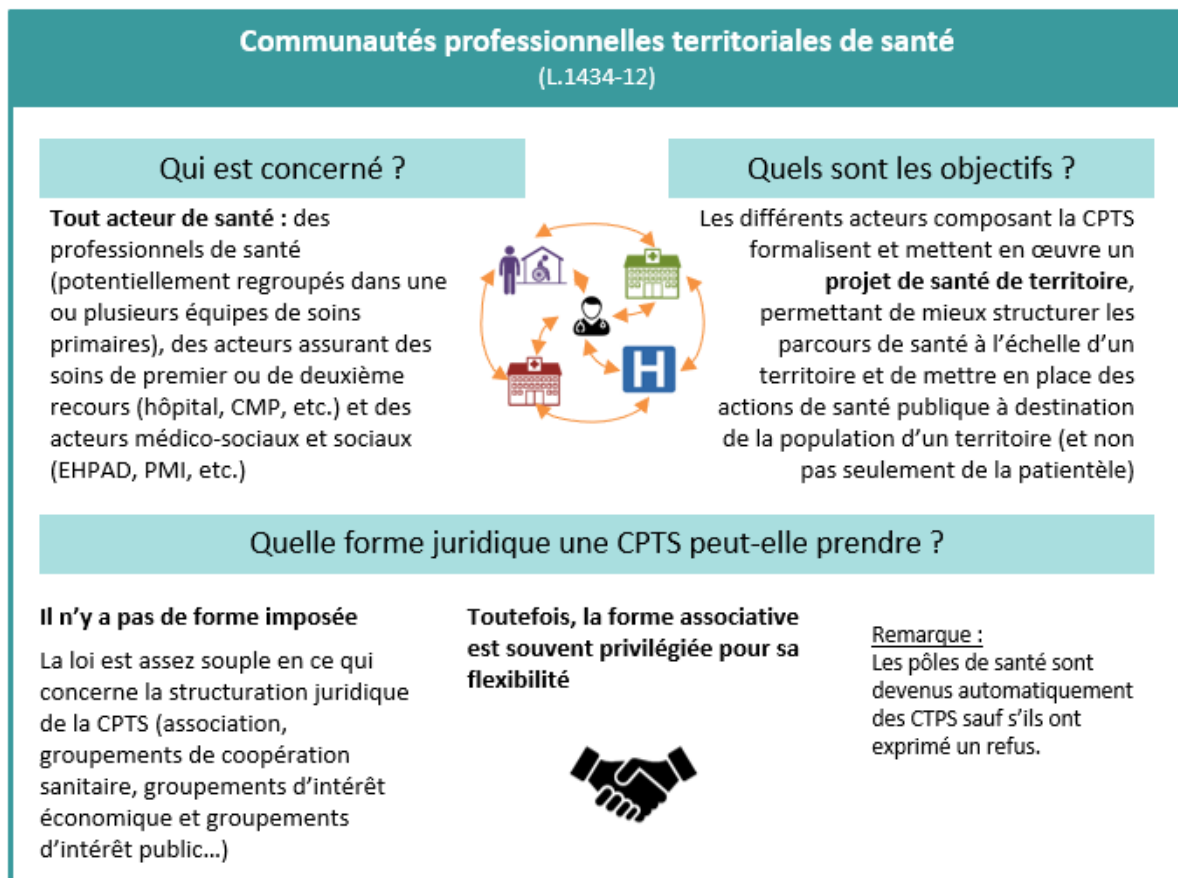 Communautés professionnelles territoriales de santé
(L.1434-12)
Qui est concerné ?
Tout acteur de santé : des
professionnels de santé
(potentiellement regroupés dans une
ou plusieurs équipes de soins
primaires), des acteurs assurant des
soins de premier ou de deuxième
recours (hôpital, CMP, etc.) et des
acteurs médico-sociaux et sociaux
(EHPAD, PMI, etc.)
H
Quels sont les objectifs ?
Les différents acteurs composant la CPTS
formalisent et mettent en œuvre un
projet de santé de territoire,
permettant de mieux structurer les
parcours de santé à l’échelle d’un
territoire et de mettre en place des
actions de santé publique à destination
de la population d’un territoire (et non
pas seulement de la patientèle)
Quelle forme juridique une CPTS peut-elle prendre ?
Il n’y a pas de forme imposée
La loi est assez souple en ce qui
concerne la structuration juridique
de la CPTS (association,
groupements de coopération
sanitaire, groupements d’intérêt
économique et groupements
d’intérêt public…)
Toutefois, la forme associative
est souvent privilégiée pour sa
flexibilité
Remarque :
Les pôles de santé sont
devenus automatiquement
des CTPS sauf s’ils ont
exprimé un refus.